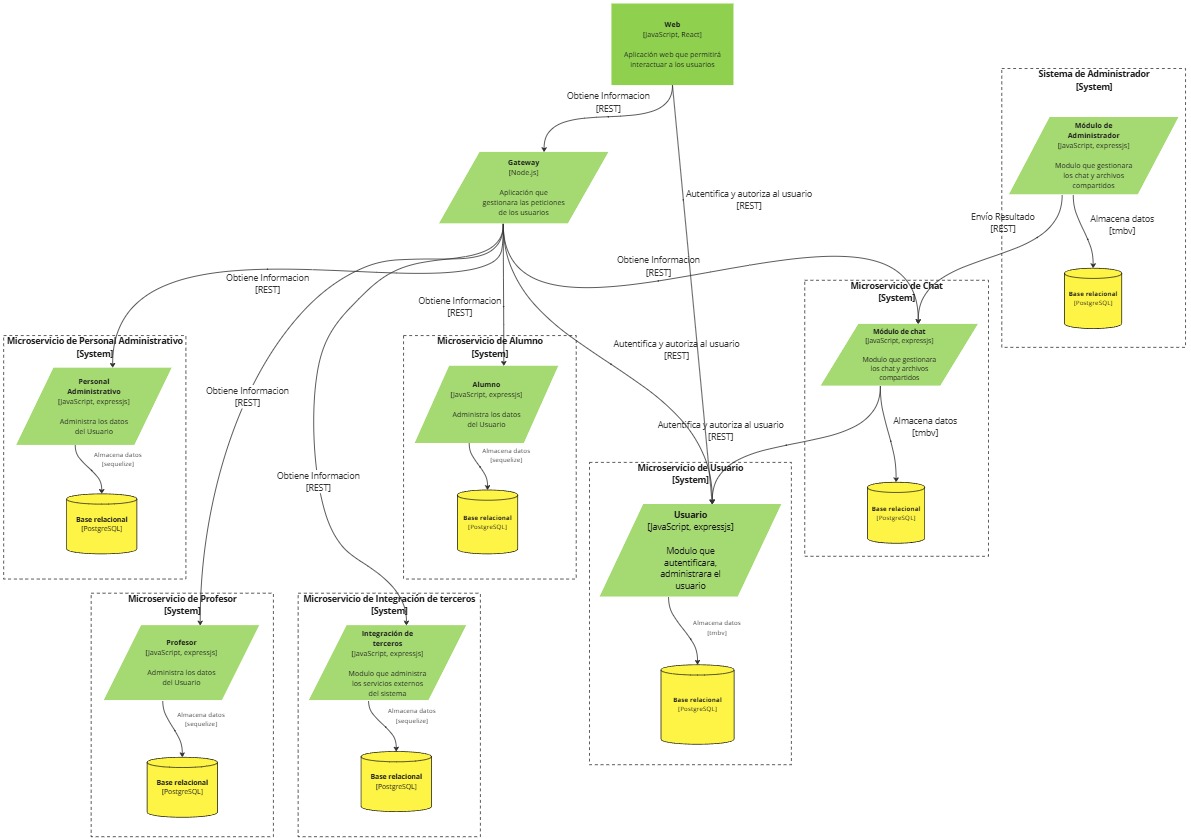 Web
[JavaScript, React]
Aplicación web que permitirá
interactuar a los usuarios
Obtiene Informacion
[REST]
Sistema de Administrador
[System]
Módulo de
Administrador
[JavaScript, expressjs]
Modulo que gestionara
los chat y archivos
compartidos
Gateway
[Node.js]
Aplicación que
gestionara las peticiones
de los usuarios
Autentifica y autoriza al usuario
[REST]
Envío Resultado
[REST]
Almacena datos
[tmbv]
Obtiene Informacion
[REST]
Obtiene Informacion
[REST]
Obtiene Informacion
[REST]
Base relacional
[PostgreSQL]
Microservicio de Chat
[System]
Módulo de chat
[JavaScript, expressjs]
Modulo que gestionara
los chat y archivos
compartidos
Microservicio de Personal Administrativo
[System]
Personal
Administrativo
[JavaScript, expressjs]
Administra los datos
del Usuario
Almacena datos
[sequelize]
Base relacional
[PostgreSQL]
Obtiene Informacion
[REST]
Microservicio de Alumno
[System]
Alumno
[JavaScript, expressjs]
Administra los datos
del Usuario
Almacena datos
[sequelize]
Base relacional
[PostgreSQL]
Autentifica y autoriza al usuario
[REST]
Autentifica y autoriza al usuario
[REST]
Almacena datos
[tmbv]
Base relacional
[PostgreSQL]
Obtiene Informacion
[REST]
Microservicio de Usuario
[System]
Usuario
[JavaScript, expressjs]
Modulo que
autentificara,
administrara el
usuario
Almacena datos
[tmbv]
Base relacional
[PostgreSQL]
Microservicio de Profesor
[System]
Profesor
[JavaScript, expressjs]
Administra los datos
del Usuario
Almacena datos
[sequelize]
Base relacional
[PostgreSQL]
Microservicio de Integración de terceros
[System]
Integración de
terceros
[JavaScript, expressjs]
Modulo que administra
los servicios externos
del sistema
Almacena datos
[sequelize]
Base relacional
[PostgreSQL]